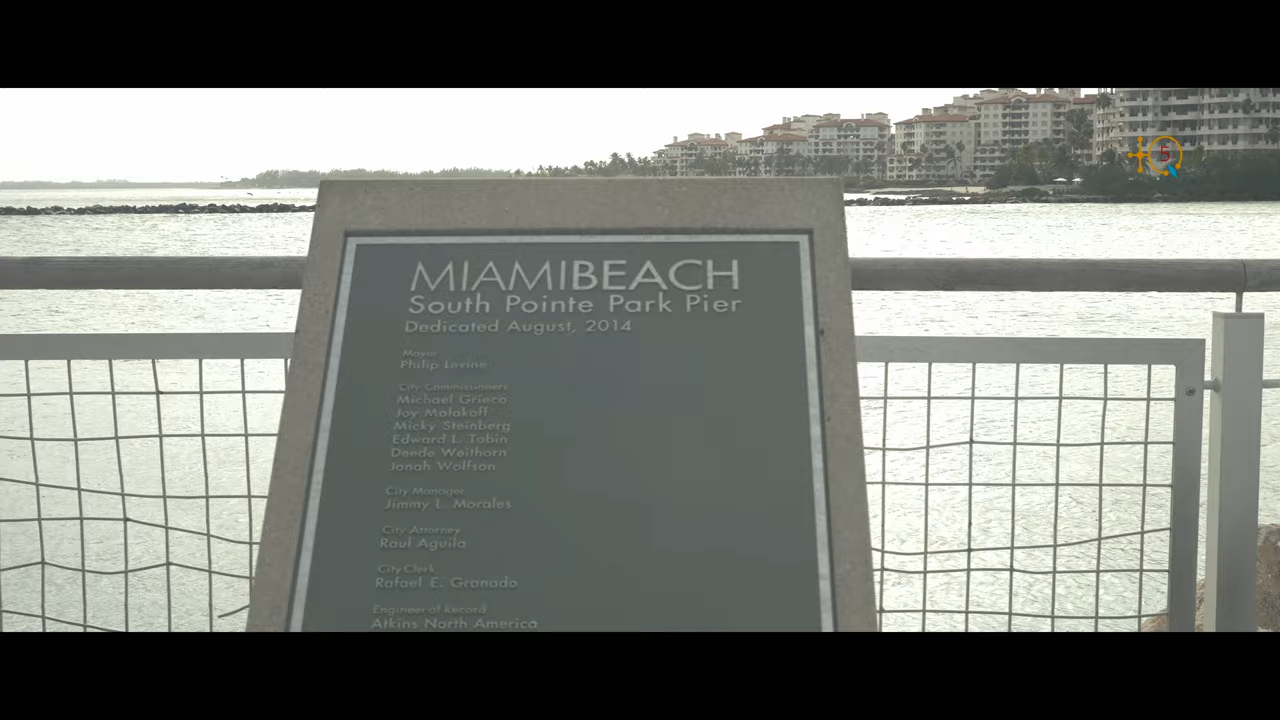 MIAMIBEACH
South Pointe Park Pier
Dedicated August, 2014
Mayor
Philip Levine
City Commissioners
Michael Grieco
Joy Malakoff
Micky Steinberg
Edward L. Tobin
Deede Weithorn
Jonah Wolfson
City Manager
Jimmy L. Morales
City Attorney
Raul Aguila
City Clerk
Rafael E. Granado
Engineer of Record
Atkins North America
5